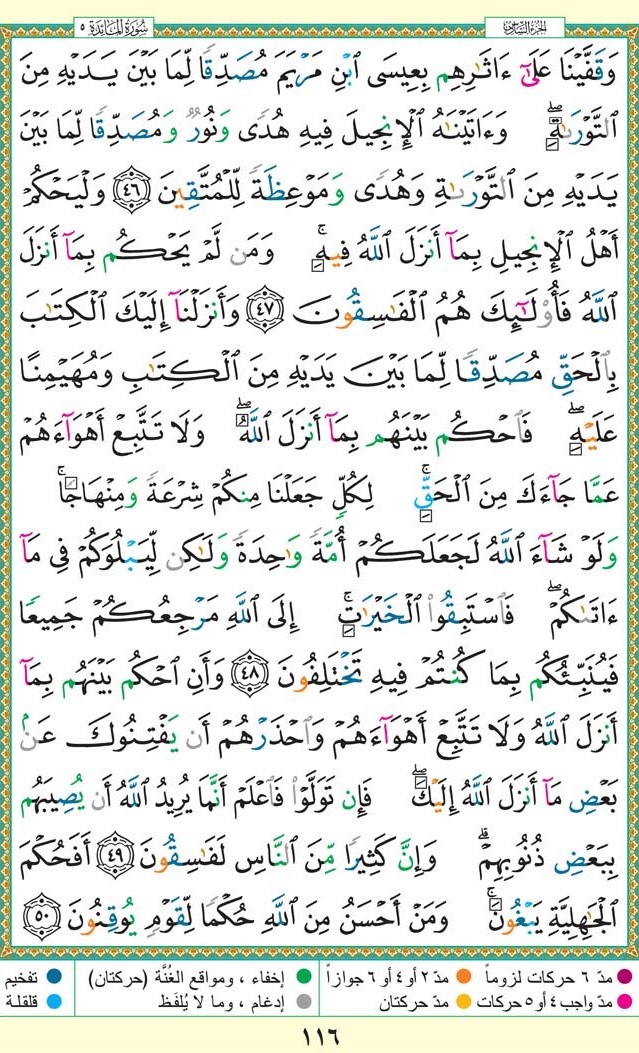 سُورَةُ المَائِدَة ٥
الجزء السادس
وَقَفَّيْنَا عَلَىٰٓ ءَاثَـٰرِهِم بِعِيسَى ٱبْنِ مَرْيَمَ مُصَدِّقًا لِّمَا بَيْنَ يَدَيْهِ مِنَ
ٱلتَّوْرَىٰةِ ۖ وَءَاتَيْنَـٰهُ ٱلْإِنجِيلَ فِيهِ هُدًى وَنُورٌ وَمُصَدِّقًا لِّمَا بَيْنَ
يَدَيْهِ مِنَ ٱلتَّوْرَىٰةِ وَهُدًى وَمَوْعِظَةً لِّلْمُتَّقِينَ ٤٦ وَلْيَحْكُمْ
أَهْلُ ٱلْإِنجِيلِ بِمَآ أَنزَلَ ٱللَّهُ فِيهِ ۚ وَمَن لَّمْ يَحْكُم بِمَآ أَنزَلَ
ٱللَّهُ فَأُو۟لَـٰٓئِكَ هُمُ ٱلْفَـٰسِقُونَ ٤٧ وَأَنزَلْنَآ إِلَيْكَ ٱلْكِتَـٰبَ
بِٱلْحَقِّ مُصَدِّقًا لِّمَا بَيْنَ يَدَيْهِ مِنَ ٱلْكِتَـٰبِ وَمُهَيْمِنًا
عَلَيْهِ ۖ فَٱحْكُم بَيْنَهُم بِمَآ أَنزَلَ ٱللَّهُ ۖ وَلَا تَتَّبِعْ أَهْوَآءَهُمْ
عَمَّا جَآءَكَ مِنَ ٱلْحَقِّ ۚ لِكُلٍّ جَعَلْنَا مِنكُمْ شِرْعَةً وَمِنْهَاجًا ۚ
وَلَوْ شَآءَ ٱللَّهُ لَجَعَلَكُمْ أُمَّةً وَٰحِدَةً وَلَـٰكِن لِّيَبْلُوَكُمْ فِى مَآ
ءَاتَىٰكُمْ ۖ فَٱسْتَبِقُوا۟ ٱلْخَيْرَٰتِ ۚ إِلَى ٱللَّهِ مَرْجِعُكُمْ جَمِيعًا
فَيُنَبِّئُكُم بِمَا كُنتُمْ فِيهِ تَخْتَلِفُونَ ٤٨ وَأَنِ ٱحْكُم بَيْنَهُم بِمَآ
أَنزَلَ ٱللَّهُ وَلَا تَتَّبِعْ أَهْوَآءَهُمْ وَٱحْذَرْهُمْ أَن يَفْتِنُوكَ عَنۢ
بَعْضِ مَآ أَنزَلَ ٱللَّهُ إِلَيْكَ ۖ فَإِن تَوَلَّوْا۟ فَٱعْلَمْ أَنَّمَا يُرِيدُ ٱللَّهُ أَن يُصِيبَهُم
بِبَعْضِ ذُنُوبِهِمْ ۗ وَإِنَّ كَثِيرًا مِّنَ ٱلنَّاسِ لَفَـٰسِقُونَ ٤٩ أَفَحُكْمَ
ٱلْجَـٰهِلِيَّةِ يَبْغُونَ ۚ وَمَنْ أَحْسَنُ مِنَ ٱللَّهِ حُكْمًا لِّقَوْمٍ يُوقِنُونَ ٥٠
مدّ ٦ حركات لزوماً مدّ ٢ أو ٤ أو ٦ جوازاً إخفاء ، ومواقع الغُنَّة (حركتان) تفخيم
مدّ واجب ٤ أو ٥ حركات مدّ حركتان إدغام ، وما لا يُلفَظ قلقلة
١١٦